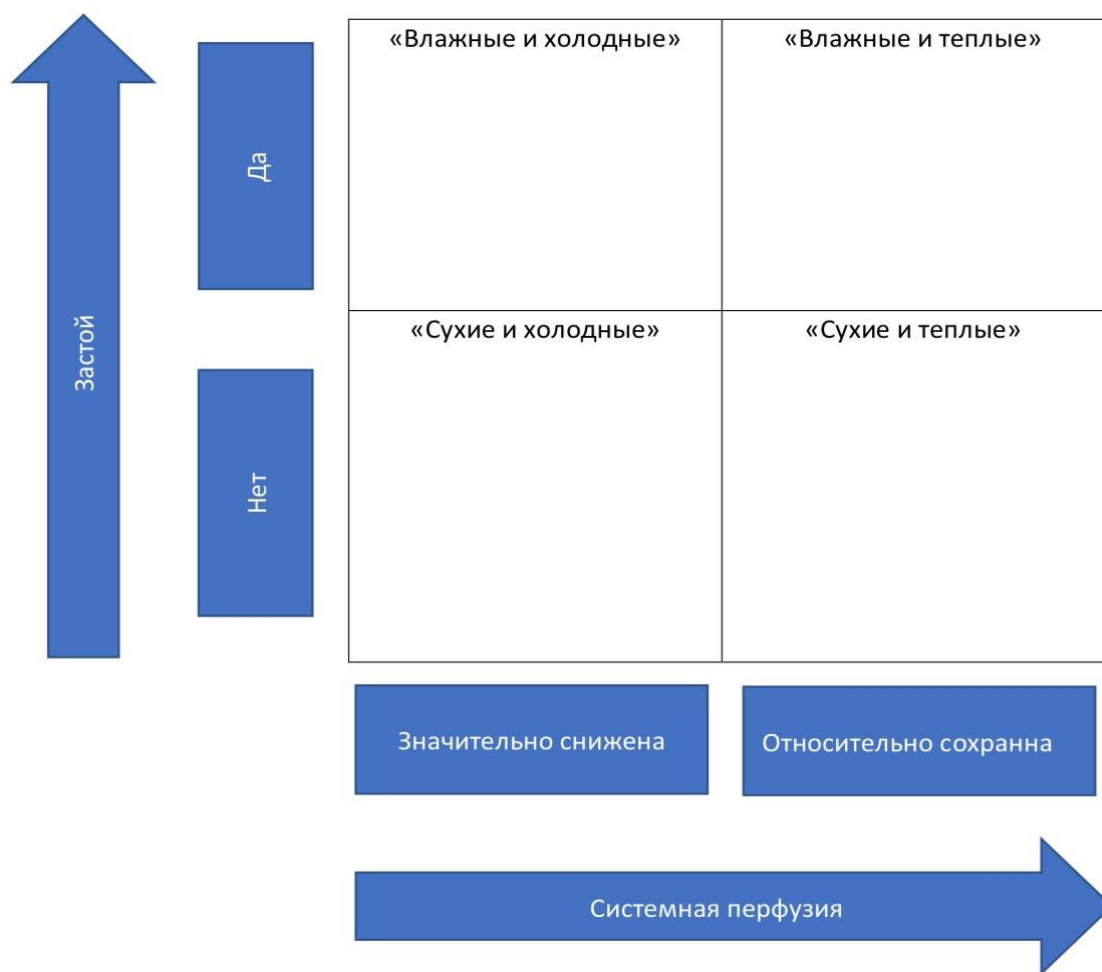 «Влажные и холодные»
«Влажные и теплые»
Да
Застой
«Сухие и холодные»
«Сухие и теплые»
Нет
Значительно снижена
Относительно сохранна
Системная перфузия